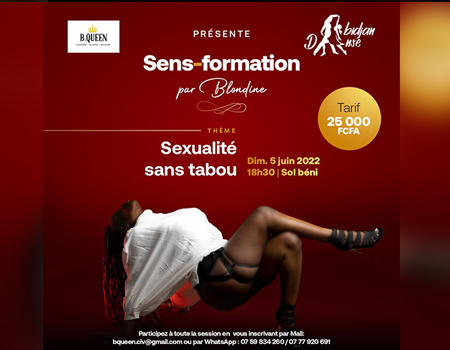 B.QUEEN
PRÉSENTE
Abidjan
Danse
Sens-formation
par Blondine
Tarif
25 000
FCFA
THÈME
Sexualité
sans tabou
Dim. 5 juin 2022
18h30 | Sol béni
Participez à toute la session en vous inscrivant par Mail:
bqueen.civ@gmail.com ou par WhatsApp : 07 59 834 260 / 07 77 920 691